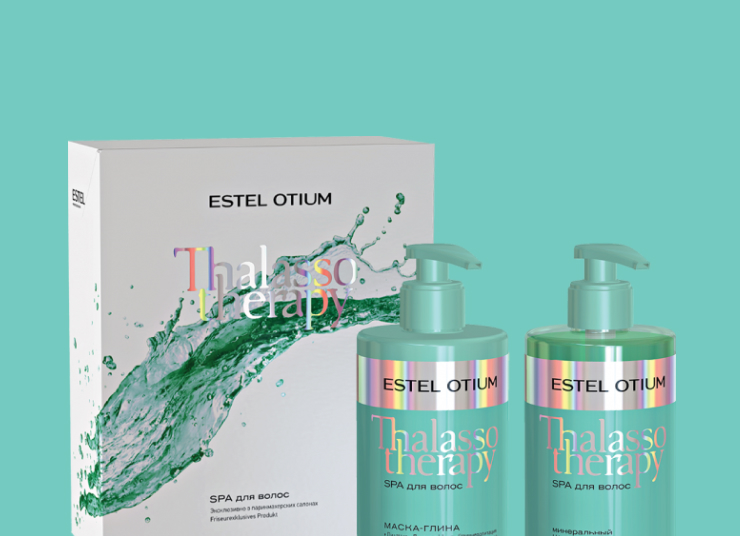 ESTEL
ESTEL OTIUM
Thalasso
therapy
SPA для волос
Эксклюзивно в парикмахерских салонах
Friseurexklusives Produkt
ESTEL OTIUM
Thalasso
therapy
SPA для волос
МАСКА-ГЛИНА
ESTEL OTIUM
Thalasso
therapy
SPA для волос
минеральный